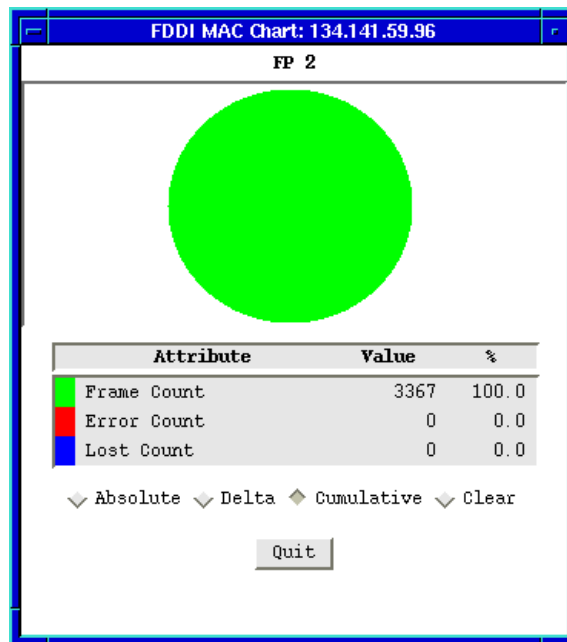 FDDI MAC Chart: 134.141.59.96
FP 2
Attribute Value %
Frame Count 3367 100.0
Error Count 0 0.0
Lost Count 0 0.0
Absolute Delta Cumulative Clear
Quit